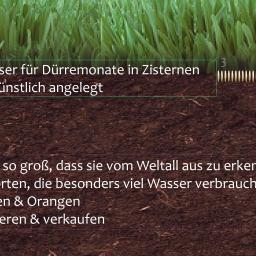 ser für Dürremonate in Zisternen
ünstlich angelegt
3
so groß, dass sie vom Weltall aus zu erken
rten, die besonders viel Wasser verbrauch
en & Orangen
eren & verkaufen